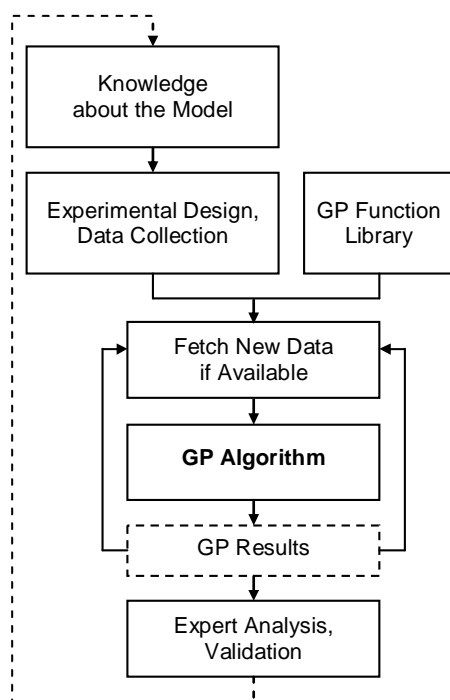 Knowledge
about the Model
Experimental Design,
Data Collection
GP Function
Library
Fetch New Data
if Available
GP Algorithm
GP Results
Expert Analysis,
Validation